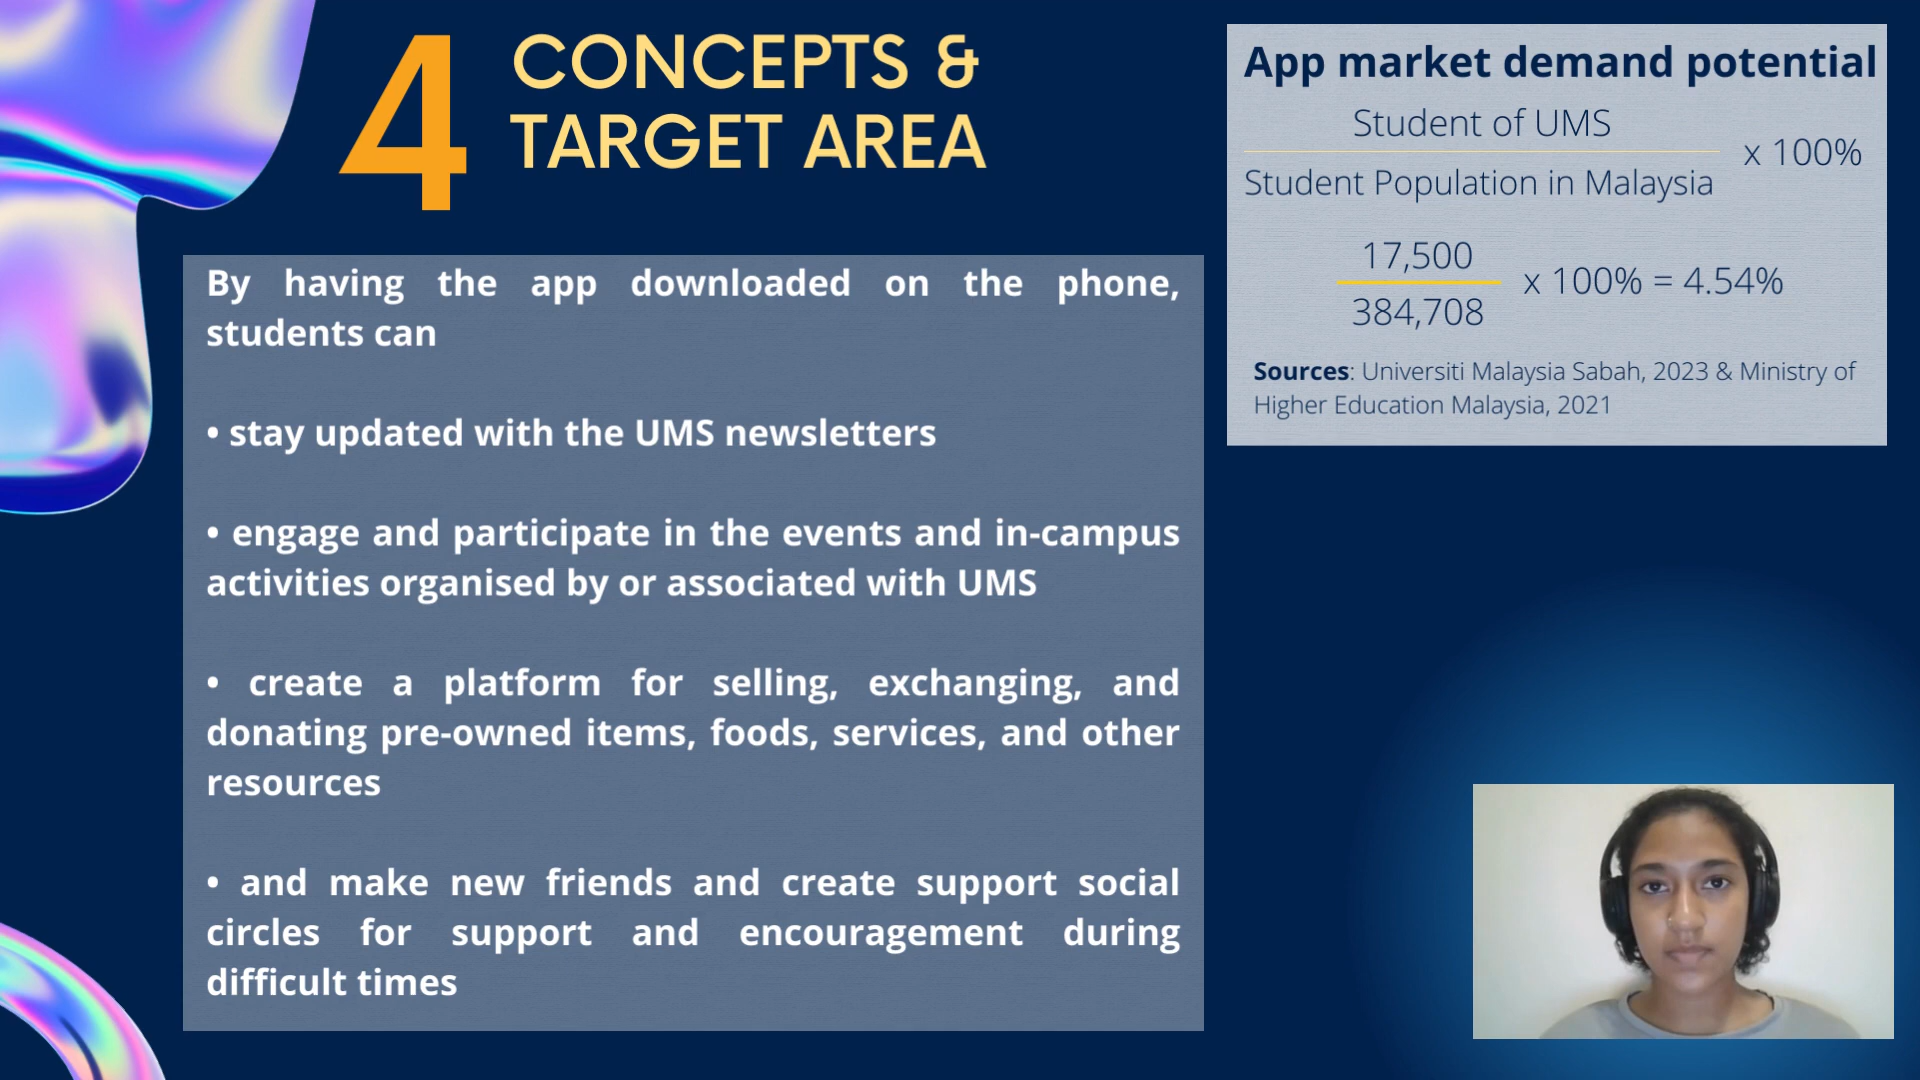 4
CONCEPTS &
TARGET AREA
By having the app downloaded on the phone,
students can
• stay updated with the UMS newsletters
• engage and participate in the events and in-campus
activities organised by or associated with UMS
• create a platform for selling, exchanging, and
donating pre-owned items, foods, services, and other
resources
• and make new friends and create support social
circles for support and encouragement during
difficult times
App market demand potential
Student of UMS
x 100%
Student Population in Malaysia
17,500
x 100% = 4.54%
384,708
Sources: Universiti Malaysia Sabah, 2023 & Ministry of
Higher Education Malaysia, 2021